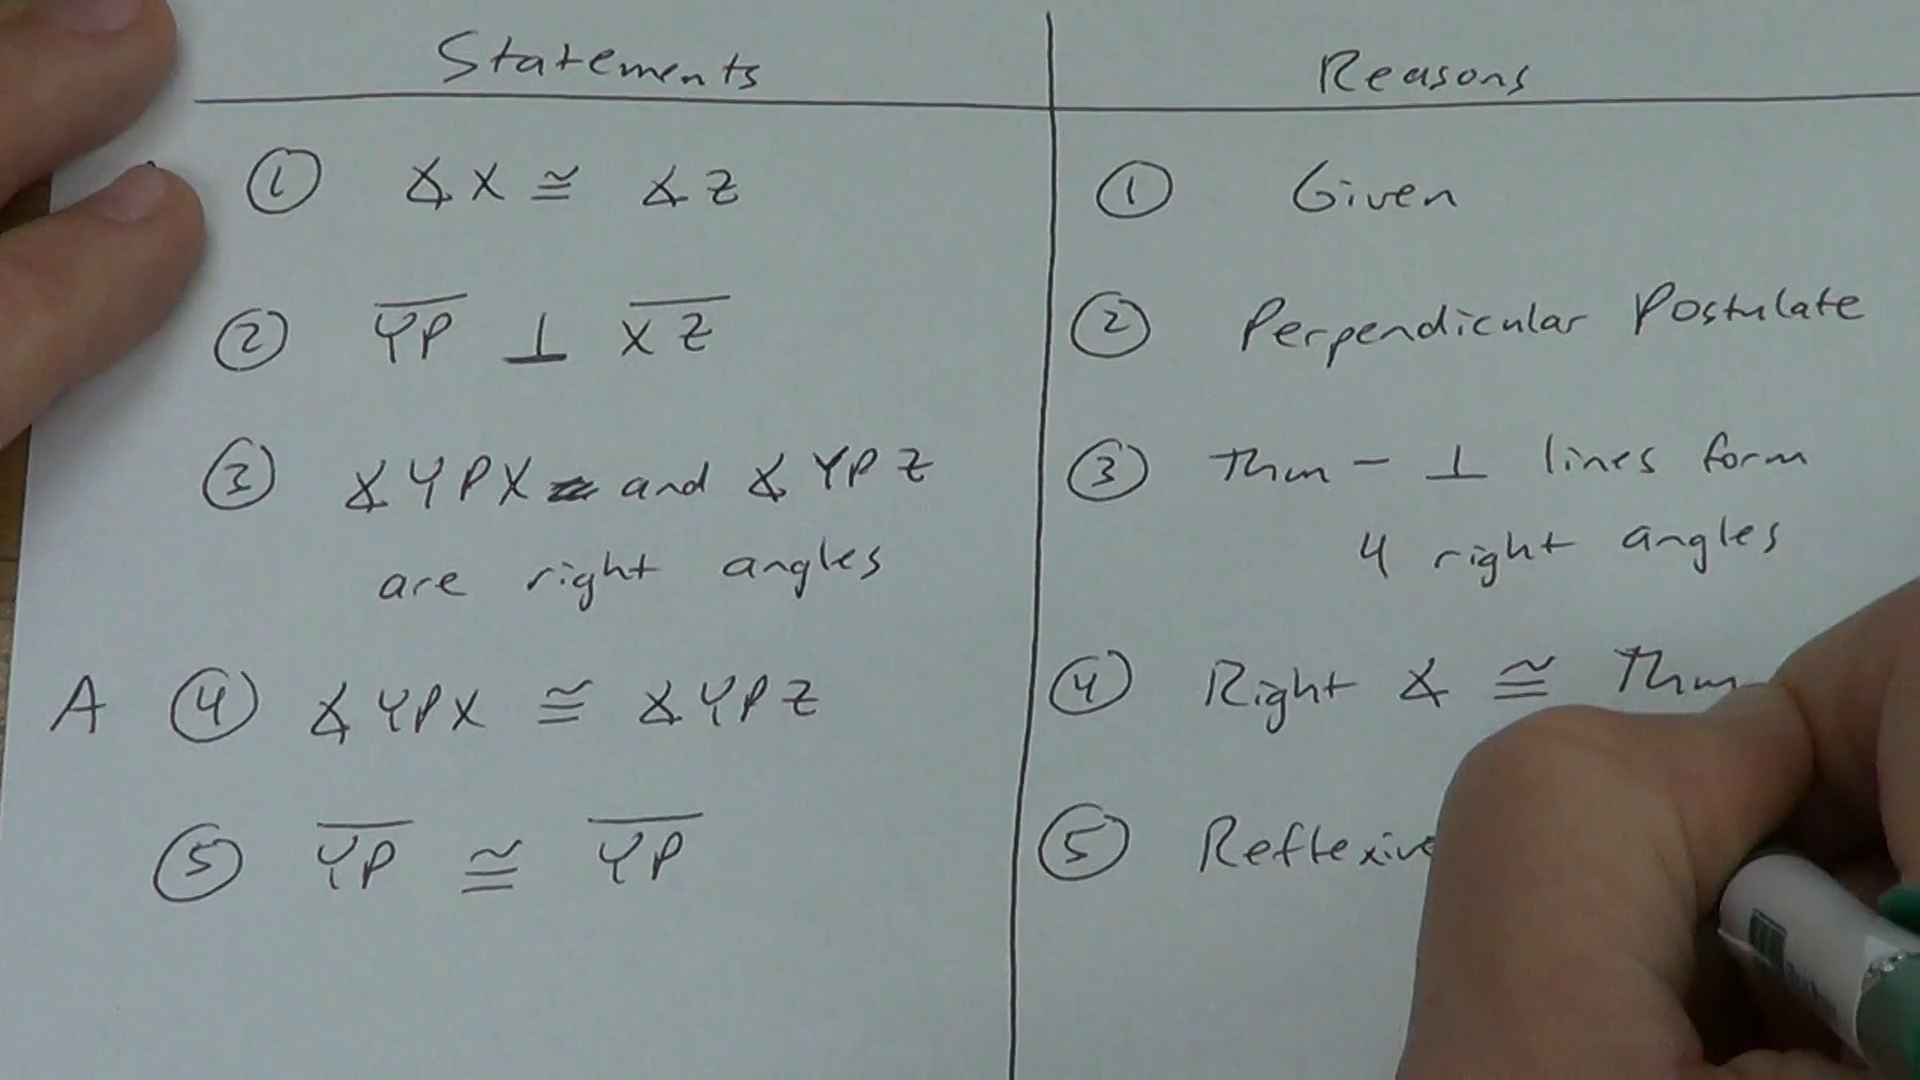 Statements Reasons
① ∡X ≅ ∡Z ① Given
② YP ⊥ XZ ② Perpendicular Postulate
③ ∡YPX and ∡YPZ ③ Thm - ⊥ lines form
are right angles 4 right angles
A ④ ∡YPX ≅ ∡YPZ ④ Right ∡ ≅ Thm
⑤ YP ≅ YP ⑤ Reflexive